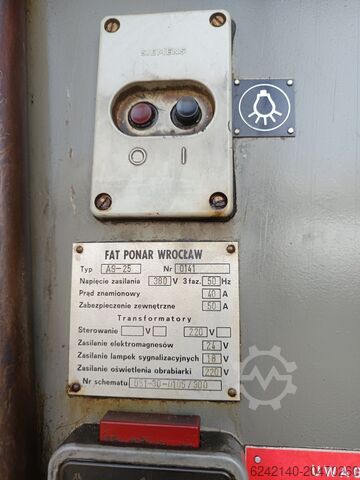 SIEMENS
O I
FAT PONAR WROCŁAW
Typ AS-25 Nr 0141
Napięcie zasilania 380 V 3 faz. 50 Hz
Prąd znamionowy 40 A
Zabezpieczenie zewnętrzne 50 A
Transformatory
Sterowanie V 220 V
Zasilanie elektromagnesów 24 V
Zasilanie lampek sygnalizacyjnych 18 V
Zasilanie oświetlenia obrabiarki 220 V
Nr schematu
UWAG